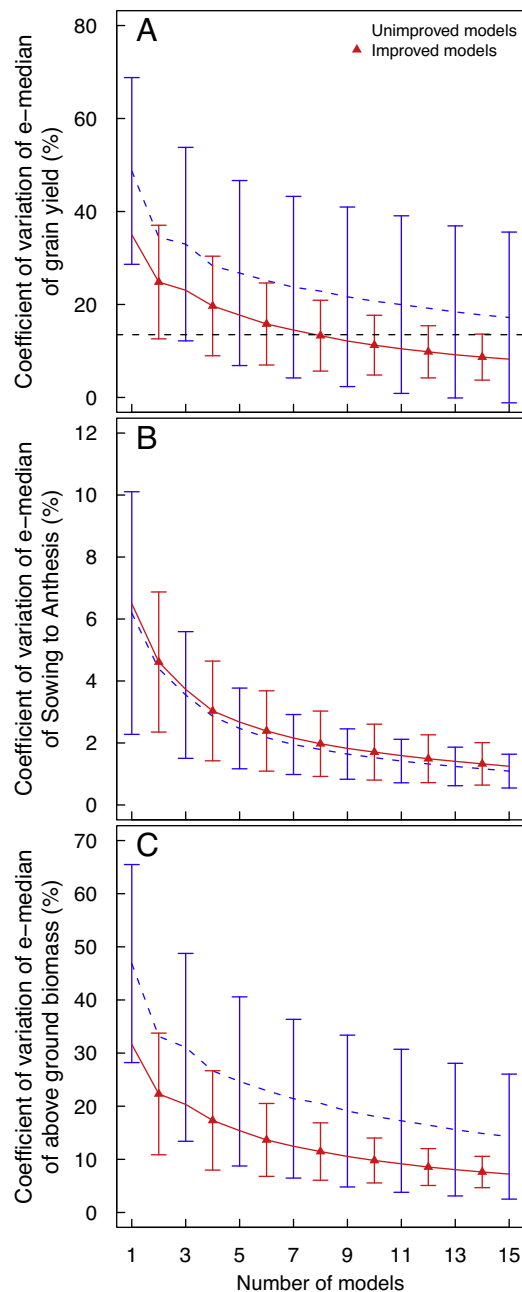 A
Unimproved models
Improved models
Coefficient of variation of e−median
of grain yield (%)
80
60
40
20
0
B
Coefficient of variation of e−median
of Sowing to Anthesis (%)
12
10
8
6
4
2
0
C
Coefficient of variation of e−median
of above ground biomass (%)
70
60
50
40
30
20
10
0
1 3 5 7 9 11 13 15
Number of models